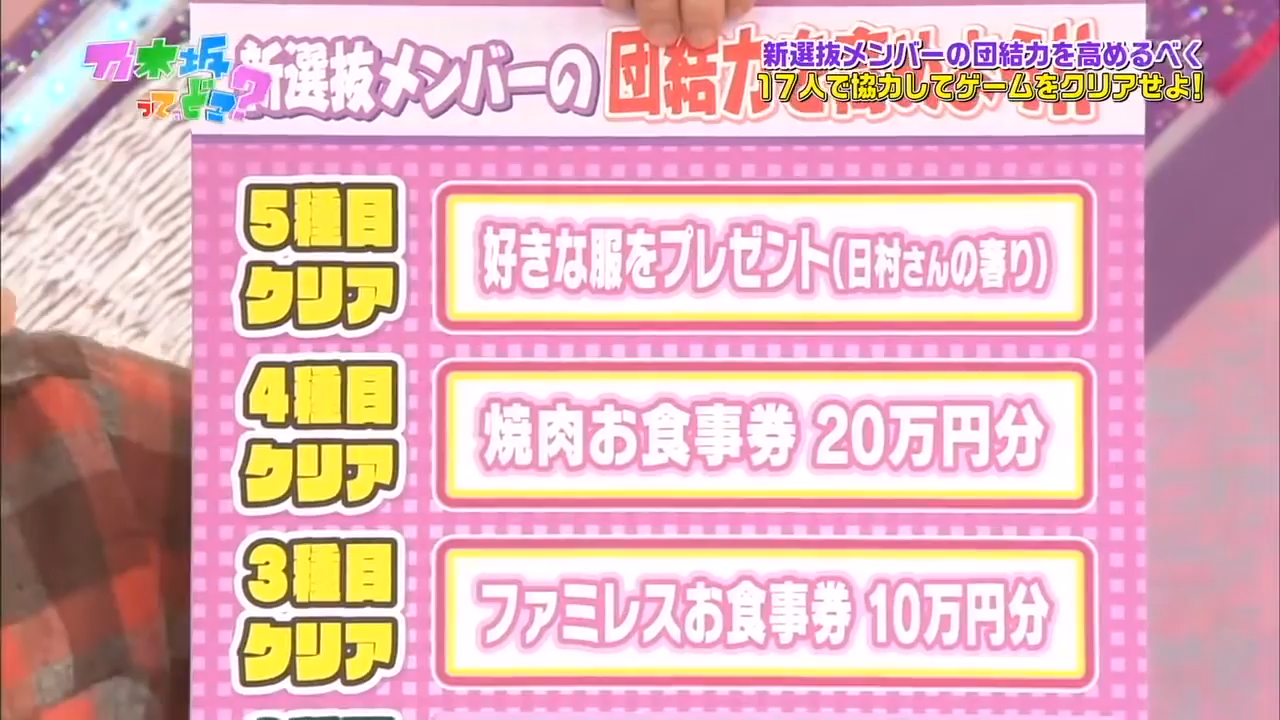 乃木坂
って、どこ?
新選抜メンバーの団結力を高めるべく
17人で協力してゲームをクリアせよ!
新選抜メンバーの 団結力
5種目
クリア
好きな服をプレゼント(日村さんの奢り)
4種目
クリア
焼肉お食事券 20万円分
3種目
クリア
ファミレスお食事券 10万円分